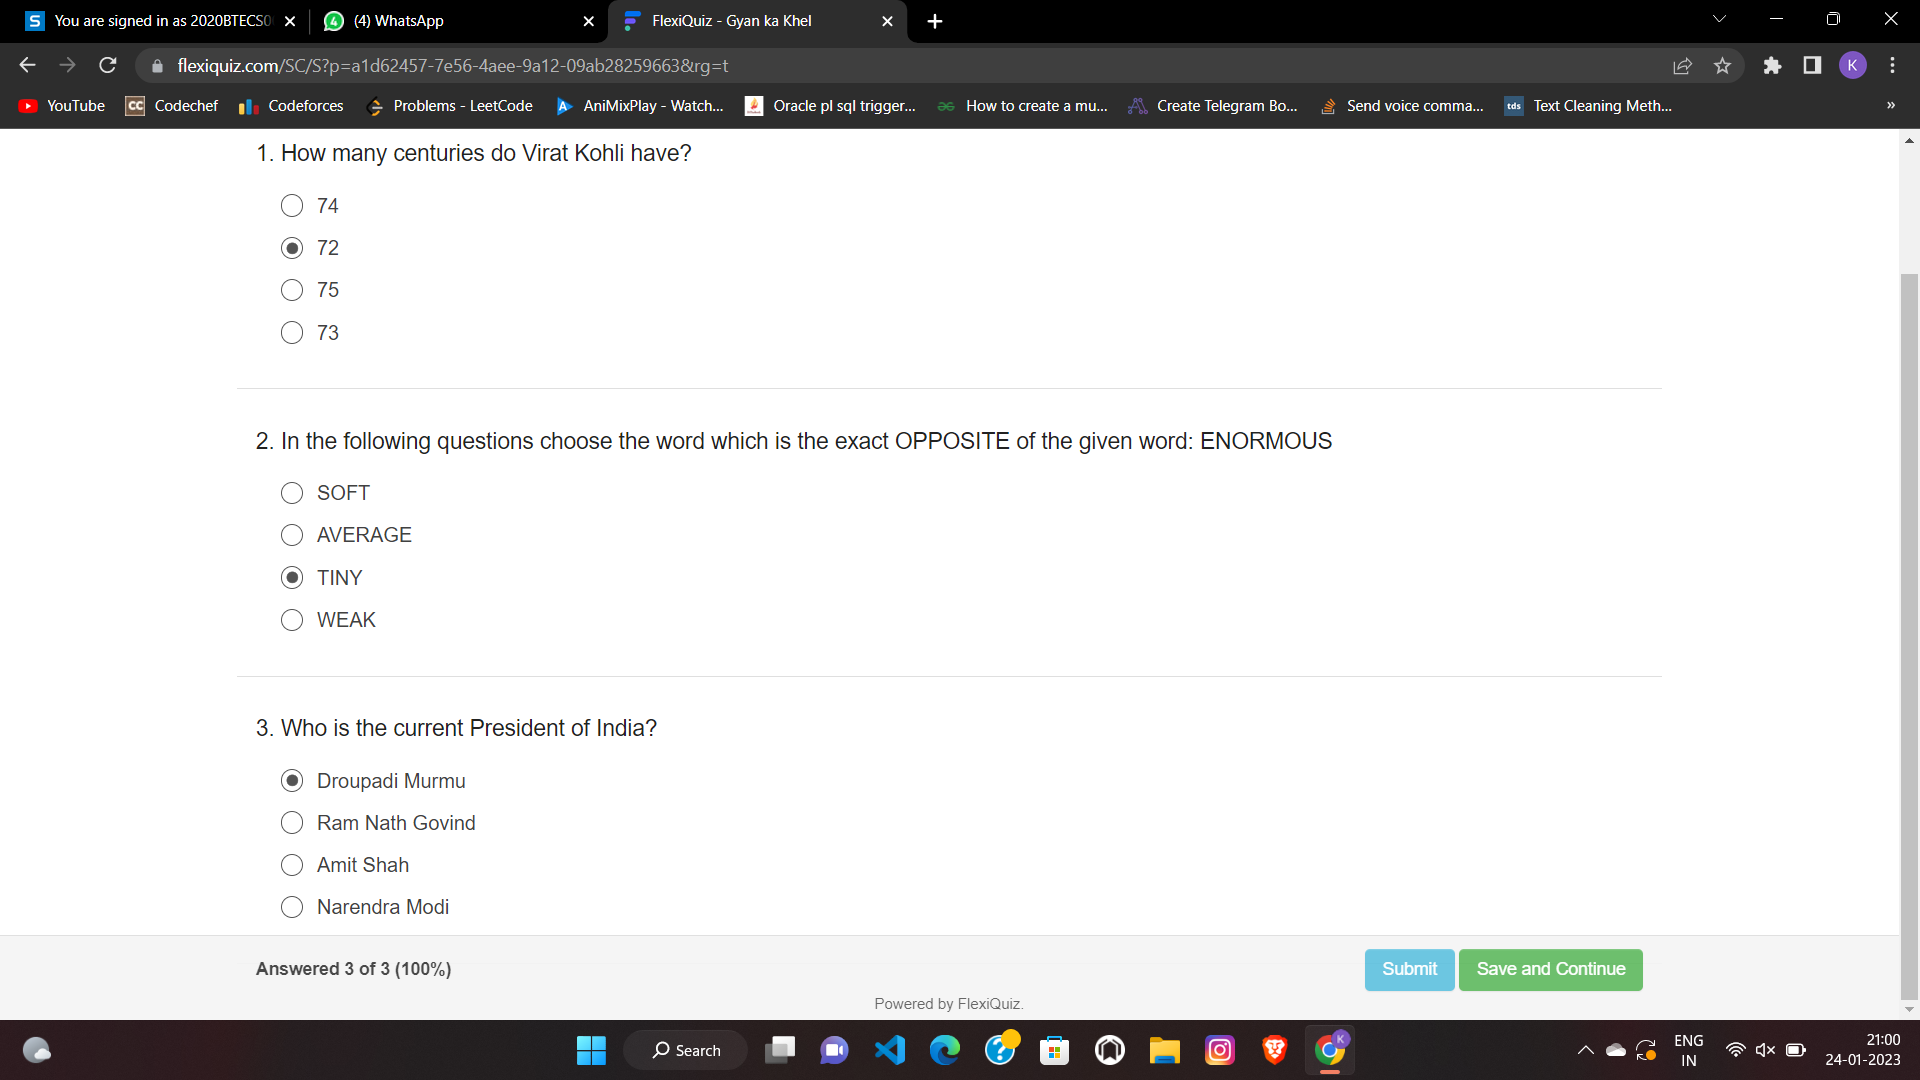 You are signed in as 2020BTECS0
(4) WhatsApp
FlexiQuiz - Gyan ka Khel
flexiquiz.com/SC/S?p=a1d62457-7e56-4aee-9a12-09ab28259663&rg=t
K
YouTube
Codechef
Codeforces
Problems - LeetCode
AniMixPlay - Watch...
Oracle pl sql trigger...
How to create a mu...
Create Telegram Bo...
Send voice comma...
tds
Text Cleaning Meth...
»
1. How many centuries do Virat Kohli have?
74
72
75
73
2. In the following questions choose the word which is the exact OPPOSITE of the given word: ENORMOUS
SOFT
AVERAGE
TINY
WEAK
3. Who is the current President of India?
Droupadi Murmu
Ram Nath Govind
Amit Shah
Narendra Modi
Answered 3 of 3 (100%)
Submit
Save and Continue
Powered by FlexiQuiz.
Search
K
ENG
IN
21:00
24-01-2023